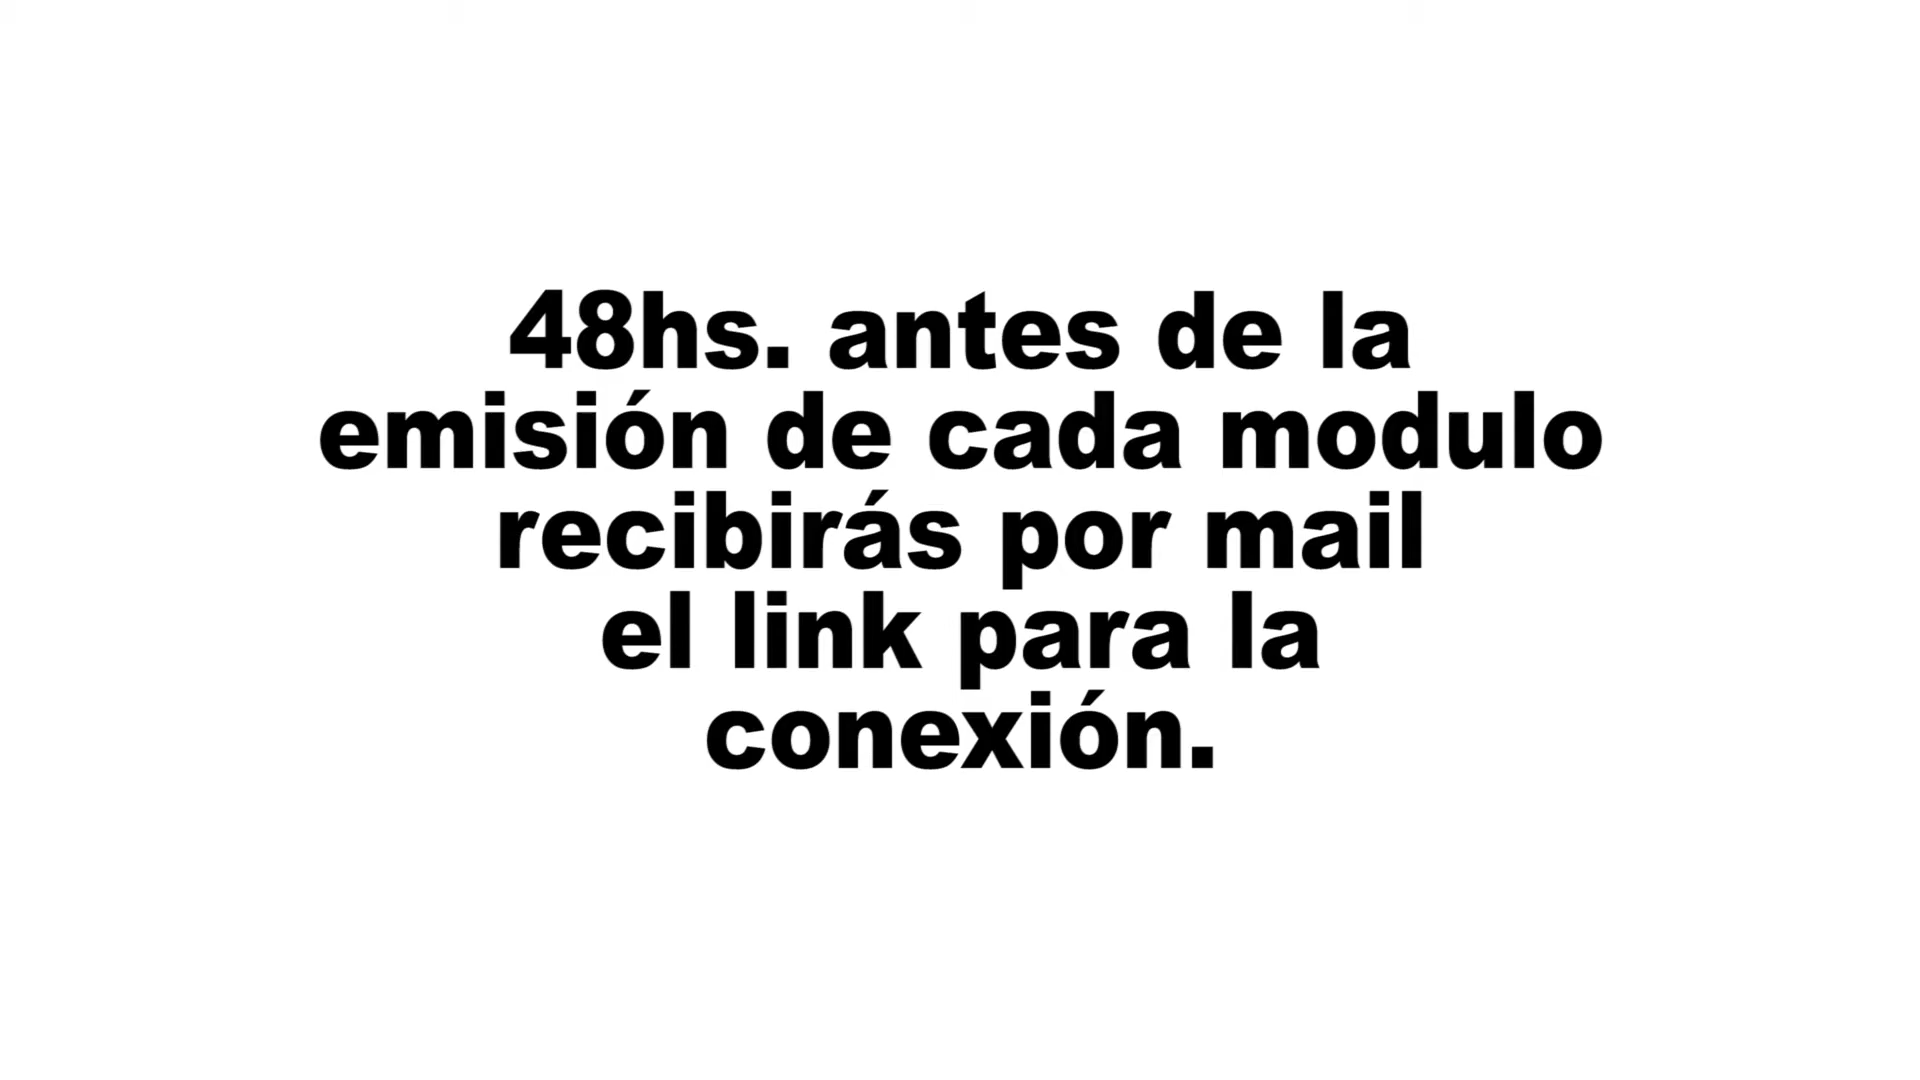 48hs. antes de la
emisión de cada modulo
recibirás por mail
el link para la
conexión.